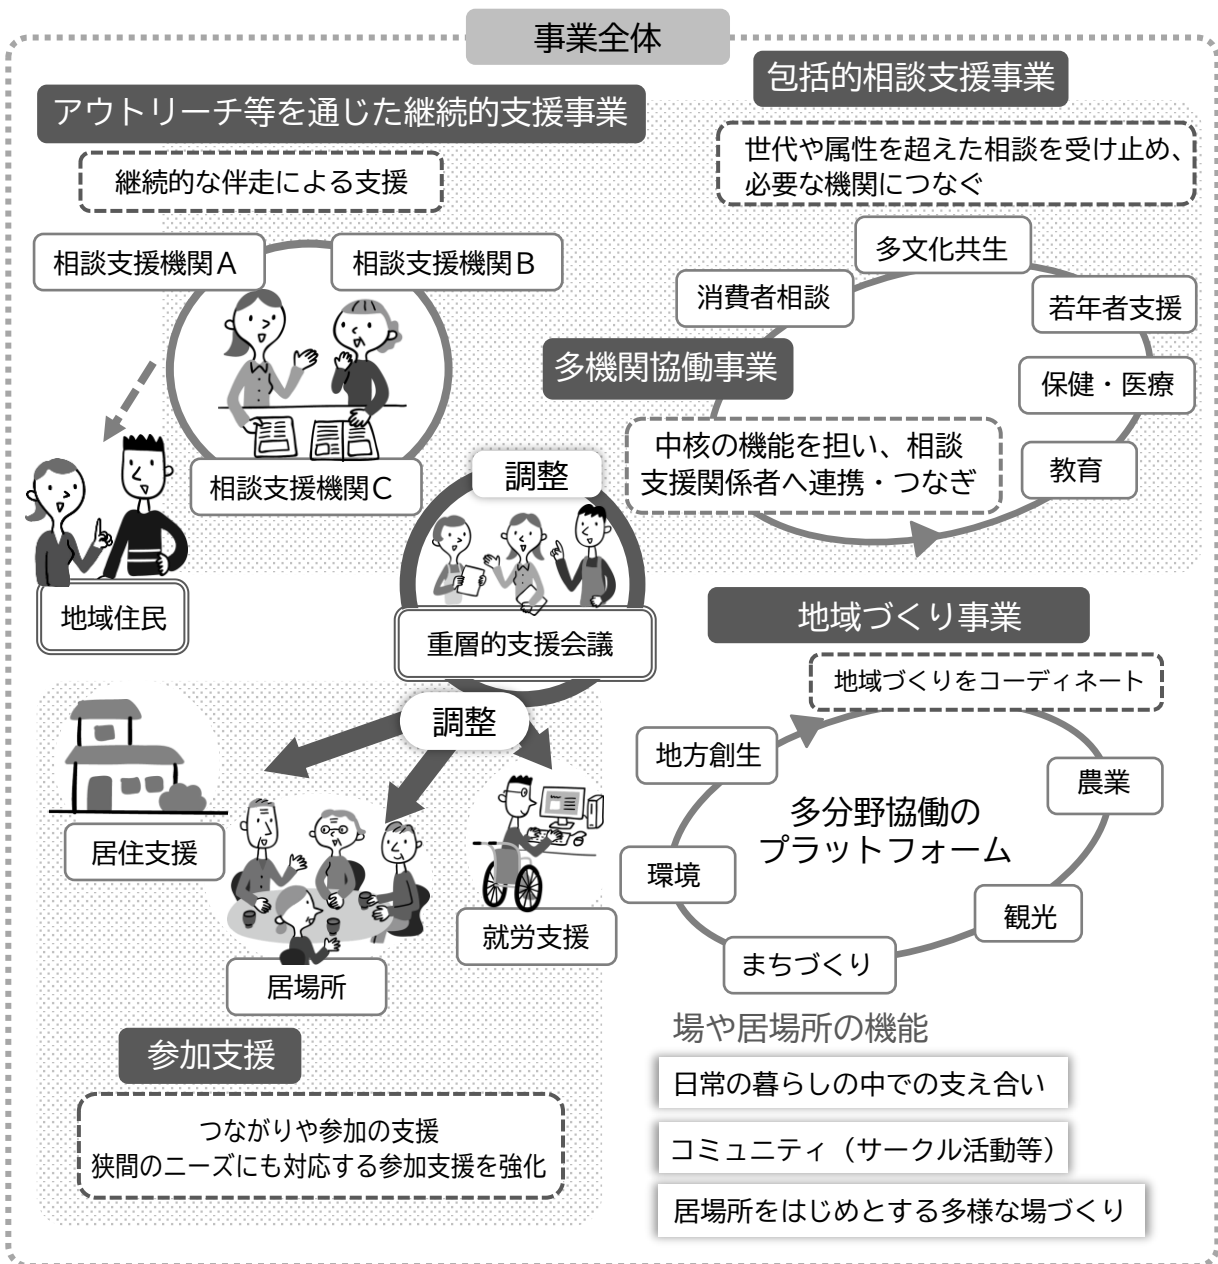 事業全体
アウトリーチ等を通じた継続的支援事業
継続的な伴走による支援
相談支援機関A
相談支援機関B
相談支援機関C
地域住民
包括的相談支援事業
世代や属性を超えた相談を受け止め、
必要な機関につなぐ
多文化共生
消費者相談
若年者支援
保健・医療
教育
多機関協働事業
中核の機能を担い、相談
支援関係者へ連携・つなぎ
調整
重層的支援会議
調整
居住支援
居場所
就労支援
参加支援
つながりや参加の支援
狭間のニーズにも対応する参加支援を強化
地域づくり事業
地域づくりをコーディネート
地方創生
農業
多分野協働の
プラットフォーム
環境
観光
まちづくり
場や居場所の機能
日常の暮らしの中での支え合い
コミュニティ（サークル活動等）
居場所をはじめとする多様な場づくり